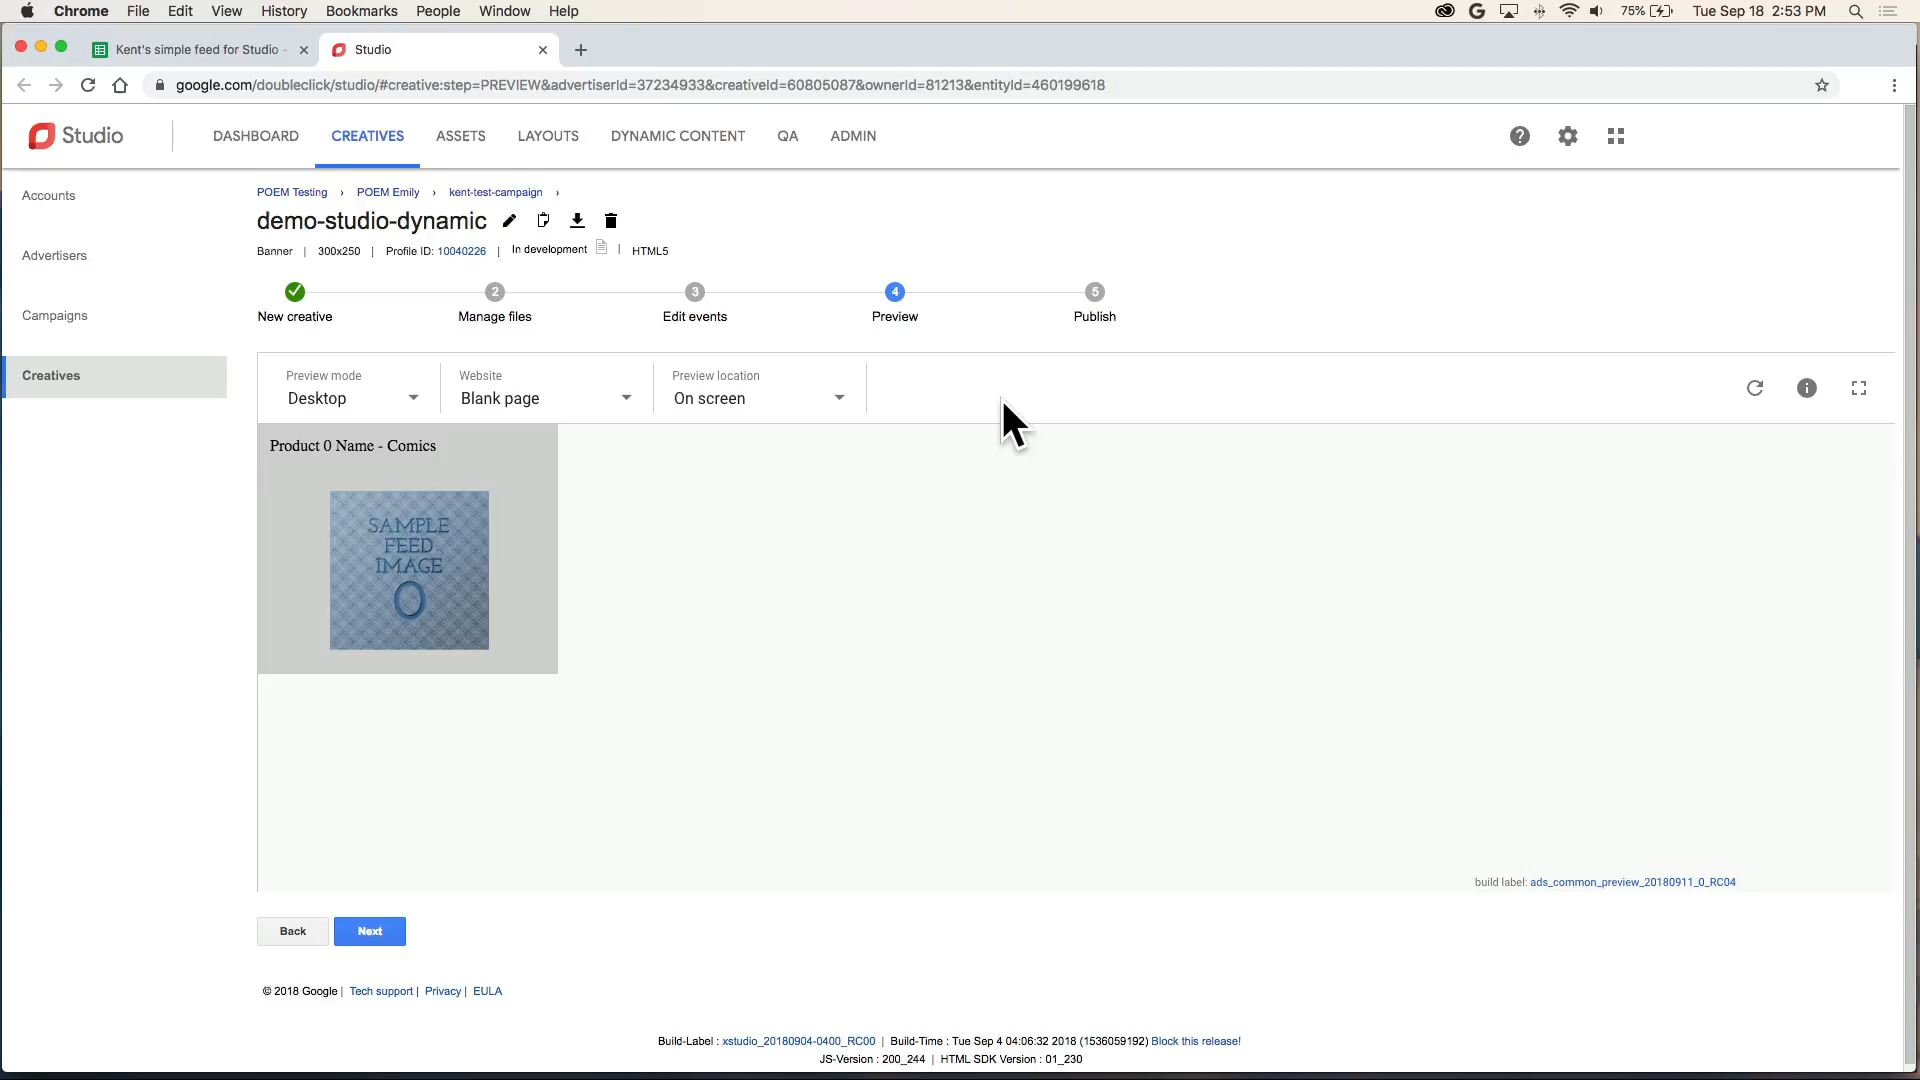 Chrome File Edit View History Bookmarks People Window Help 75% Tue Sep 18 2:53 PM
Kent's simple feed for Studio - Studio
google.com/doubleclick/studio/#creative:step=PREVIEW&advertiserId=37234933&creativeId=60805087&ownerId=81213&entityId=460199618
Studio DASHBOARD CREATIVES ASSETS LAYOUTS DYNAMIC CONTENT QA ADMIN
Accounts
Advertisers
Campaigns
Creatives
POEM Testing › POEM Emily › kent-test-campaign ›
demo-studio-dynamic
Banner | 300x250 | Profile ID: 10040226 | In development | HTML5
2 3 4 5
New creative Manage files Edit events Preview Publish
Preview mode Website Preview location
Desktop Blank page On screen
Product 0 Name - Comics
SAMPLE
FEED
IMAGE
0
build label: ads_common_preview_20180911_0_RC04
Back Next
© 2018 Google | Tech support | Privacy | EULA
Build-Label : xstudio_20180904-0400_RC00 | Build-Time : Tue Sep 4 04:06:32 2018 (1536059192) Block this release!
JS-Version : 200_244 | HTML SDK Version : 01_230